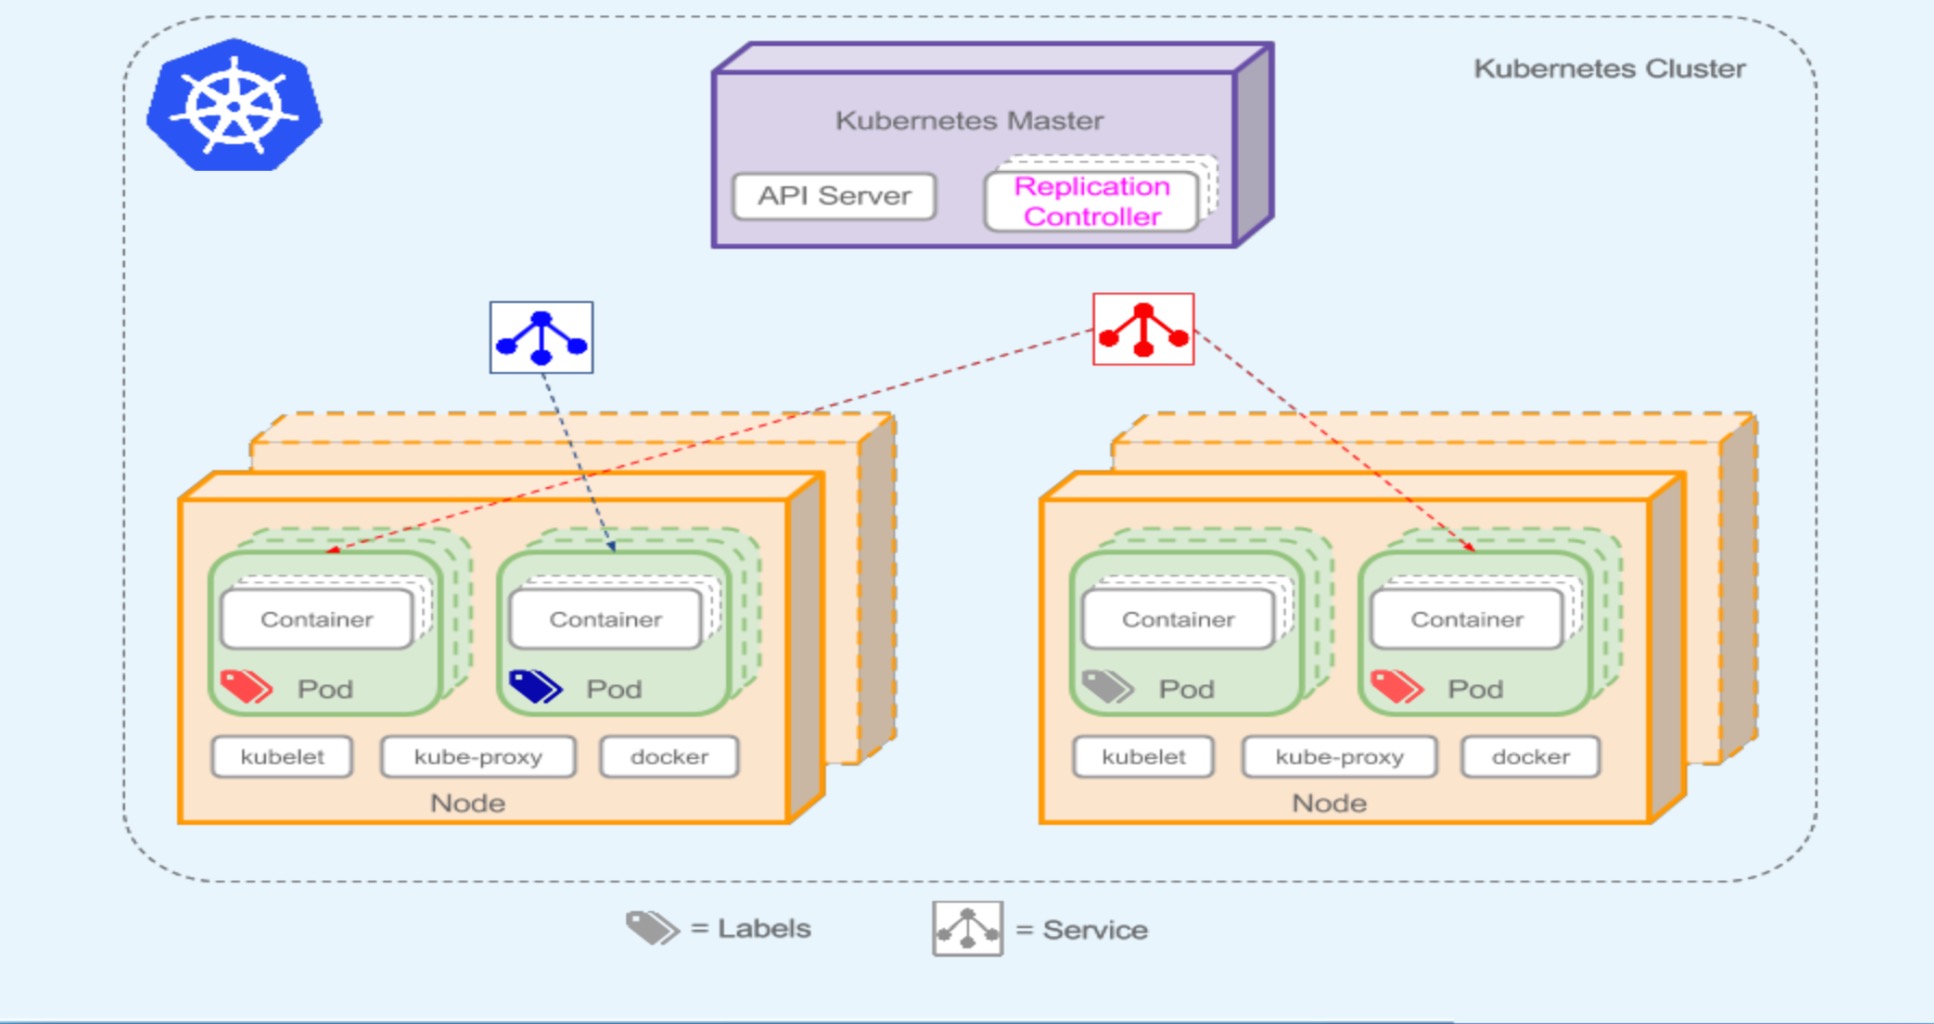 Kubernetes Cluster
Kubernetes Master
API Server
Replication
Controller
Container
Pod
Container
Pod
kubelet
kube-proxy
docker
Node
Container
Pod
Container
Pod
kubelet
kube-proxy
docker
Node
= Labels
= Service